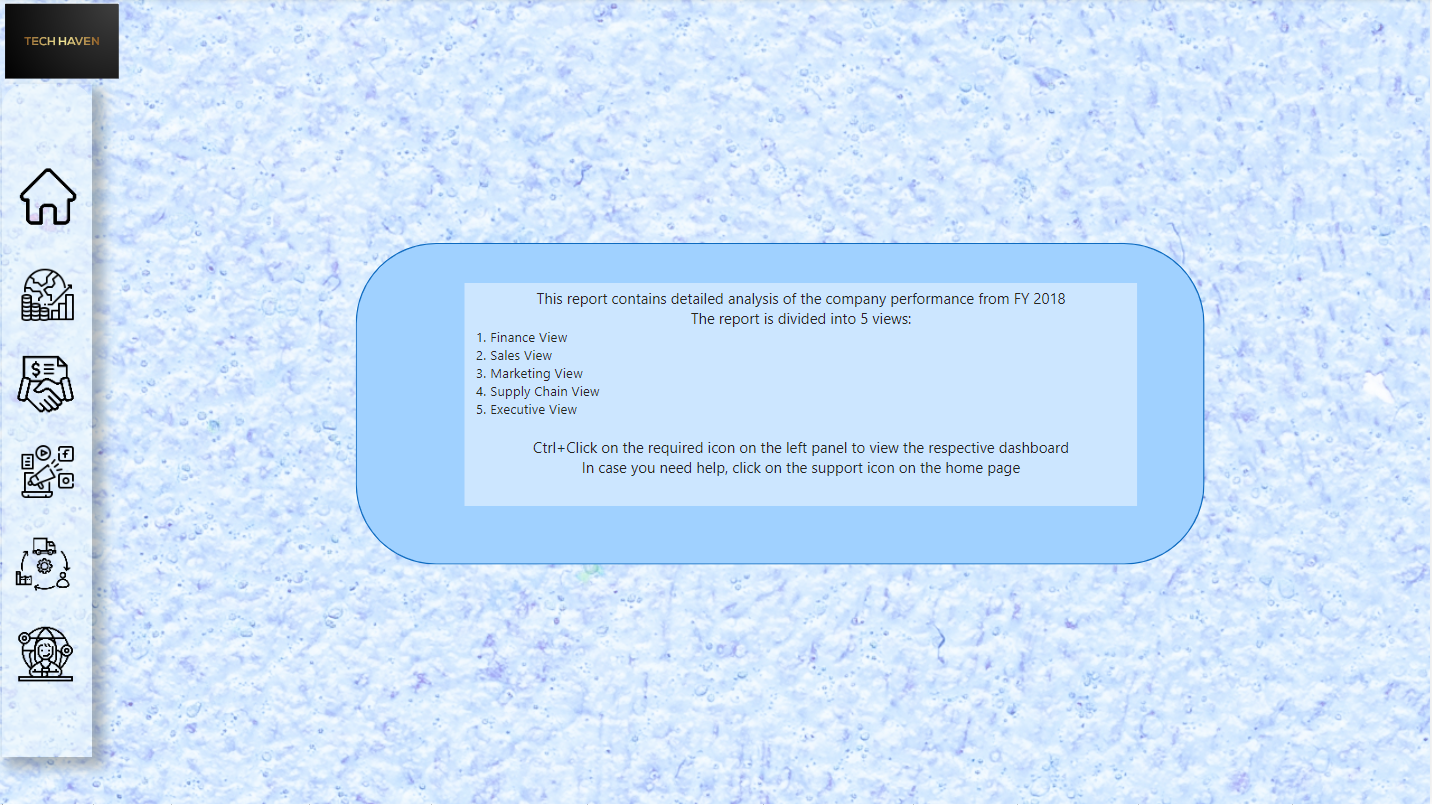 TECH HAVEN
This report contains detailed analysis of the company performance from FY 2018
The report is divided into 5 views:
1. Finance View
2. Sales View
3. Marketing View
4. Supply Chain View
5. Executive View
Ctrl+Click on the required icon on the left panel to view the respective dashboard
In case you need help, click on the support icon on the home page